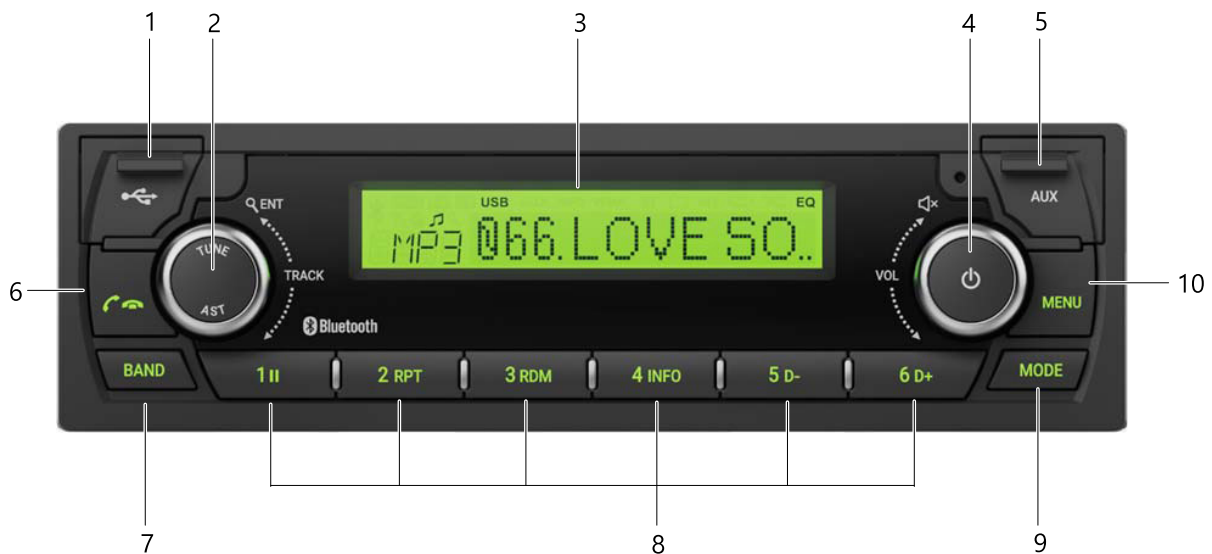 1 2 3 4 5
USB EQ
ENT
AUX
MP3 066.LOVE SO..
TUNE
TRACK VOL
6 10
AST
MENU
Bluetooth
BAND 1 2 RPT 3 RDM 4 INFO 5 D- 6 D+ MODE
7 8 9